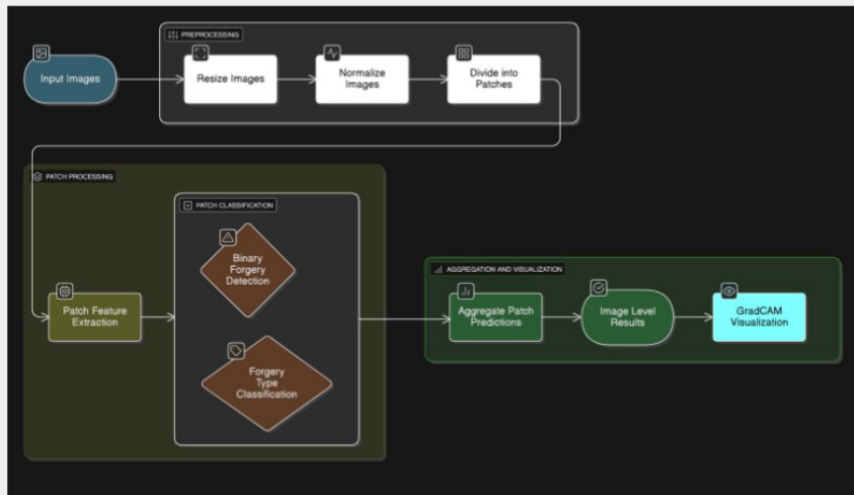 PREPROCESSING
Input Images
Resize Images
Normalize
Images
Divide into
Patches
PATCH PROCESSING
PATCH CLASSIFICATION
Binary
Forgery
Detection
Patch Feature
Extraction
Forgery
Type
Classification
AGGREGATION AND VISUALIZATION
Aggregate Patch
Predictions
Image Level
Results
GradCAM
Visualization